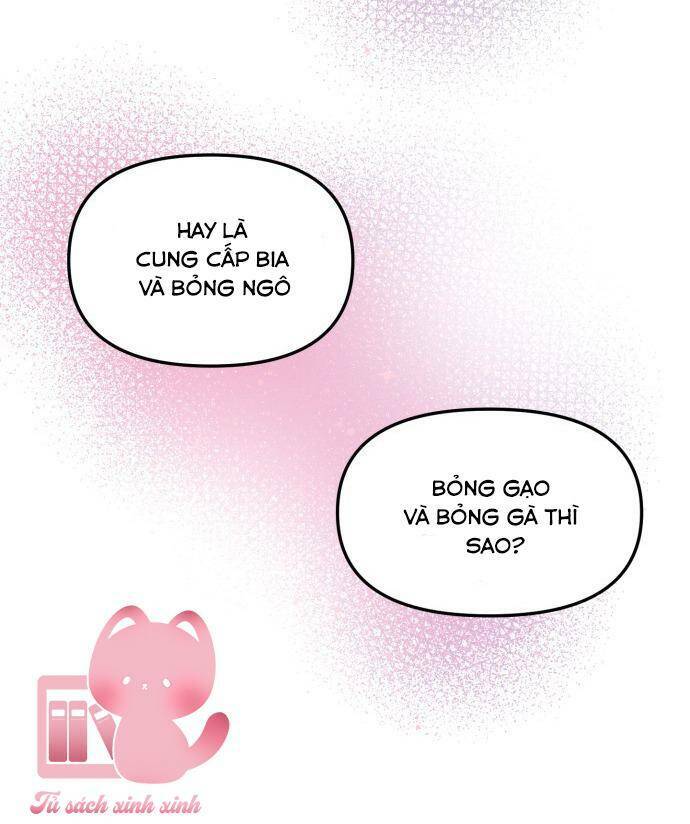 HAY LÀ
CUNG CẤP BIA
VÀ BỎNG NGÔ
BỎNG GẠO
VÀ BỎNG GÀ THÌ
SAO?
Tủ sách xinh xinh